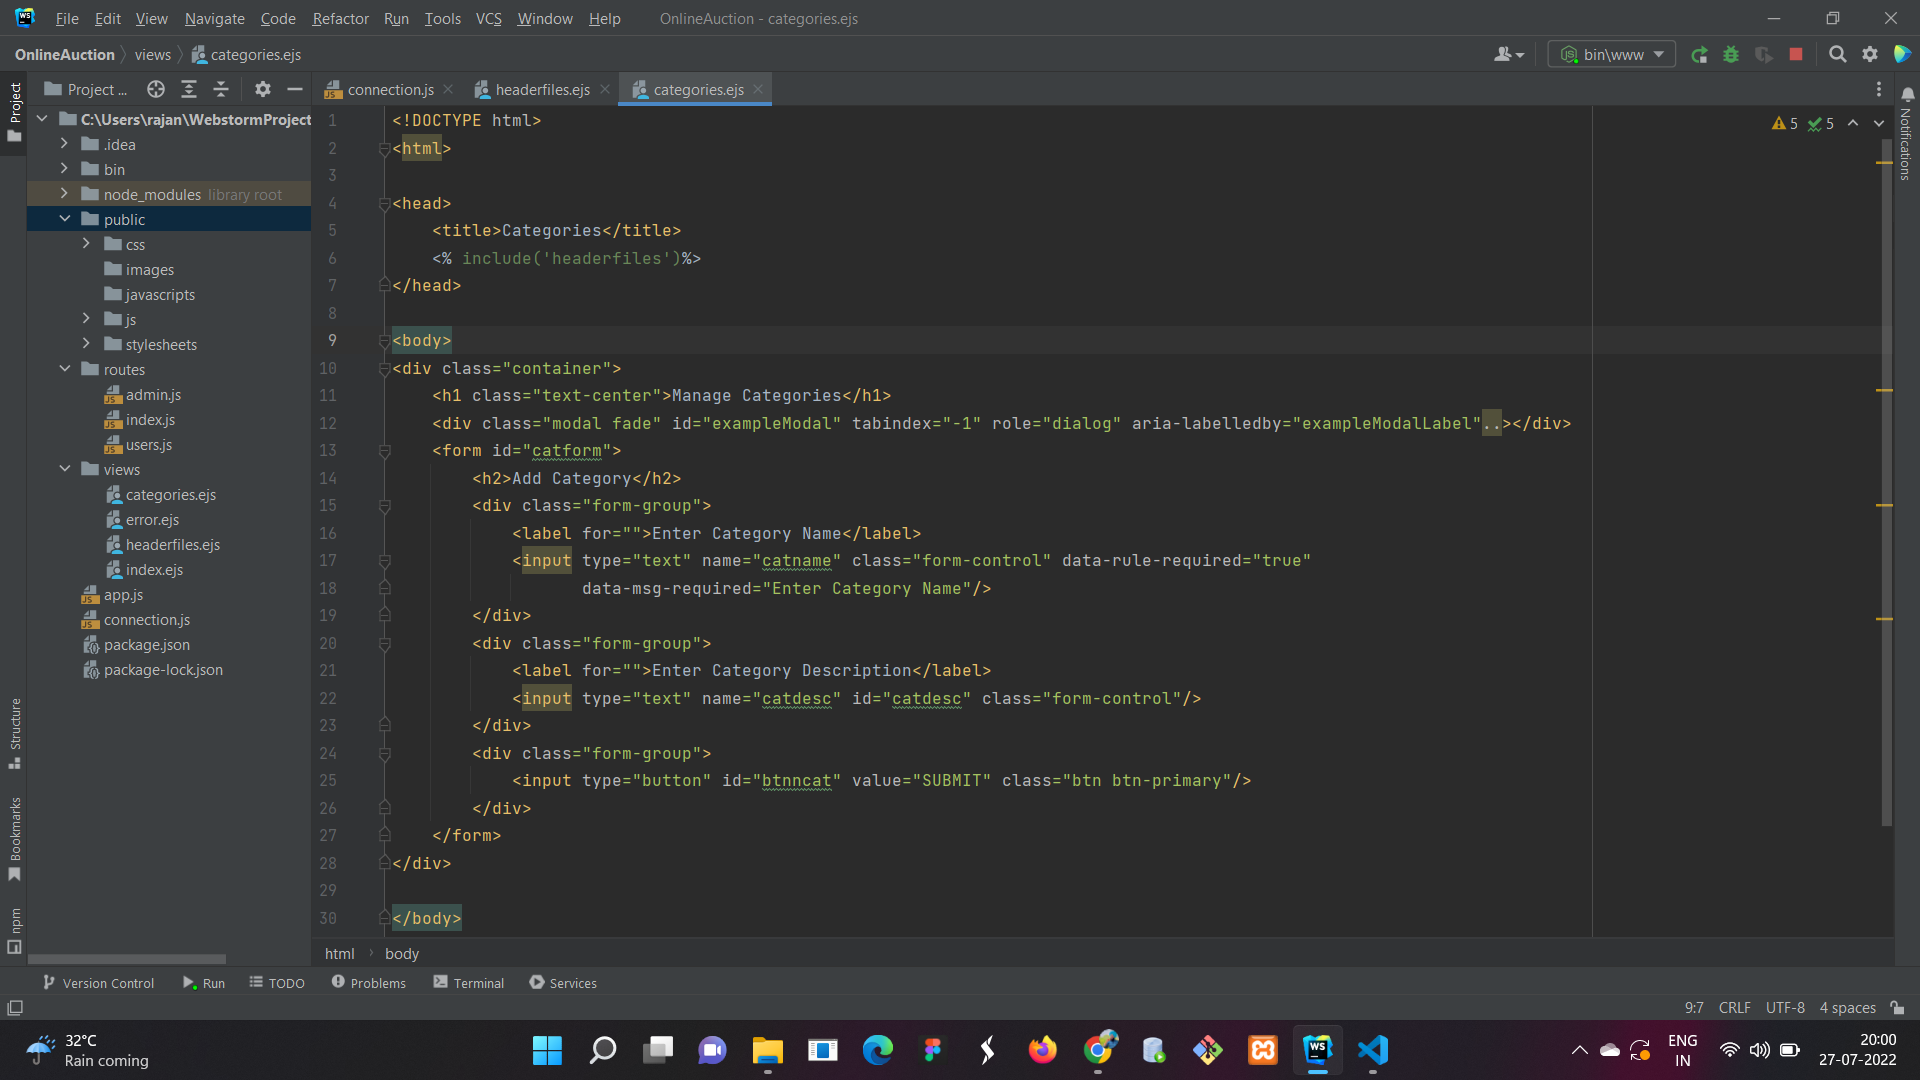 File Edit View Navigate Code Refactor Run Tools VCS Window Help OnlineAuction - categories.ejs
OnlineAuction views categories.ejs
bin\www
Project ...
connection.js headerfiles.ejs categories.ejs
Project
Structure
Bookmarks
npm
Notifications
C:\Users\rajan\WebstormProject
.idea
bin
node_modules library root
public
css
images
javascripts
js
stylesheets
routes
admin.js
index.js
users.js
views
categories.ejs
error.ejs
headerfiles.ejs
index.ejs
app.js
connection.js
package.json
package-lock.json
5 5
1 <!DOCTYPE html>
2 <html>
3
4 <head>
5 <title>Categories</title>
6 <% include('headerfiles')%>
7 </head>
8
9 <body>
10 <div class="container">
11 <h1 class="text-center">Manage Categories</h1>
12 <div class="modal fade" id="exampleModal" tabindex="-1" role="dialog" aria-labelledby="exampleModalLabel"..></div>
13 <form id="catform">
14 <h2>Add Category</h2>
15 <div class="form-group">
16 <label for="">Enter Category Name</label>
17 <input type="text" name="catname" class="form-control" data-rule-required="true"
18 data-msg-required="Enter Category Name"/>
19 </div>
20 <div class="form-group">
21 <label for="">Enter Category Description</label>
22 <input type="text" name="catdesc" id="catdesc" class="form-control"/>
23 </div>
24 <div class="form-group">
25 <input type="button" id="btnncat" value="SUBMIT" class="btn btn-primary"/>
26 </div>
27 </form>
28 </div>
29
30 </body>
html body
Version Control Run TODO Problems Terminal Services
9:7 CRLF UTF-8 4 spaces
32°C
Rain coming
ENG
IN
20:00
27-07-2022